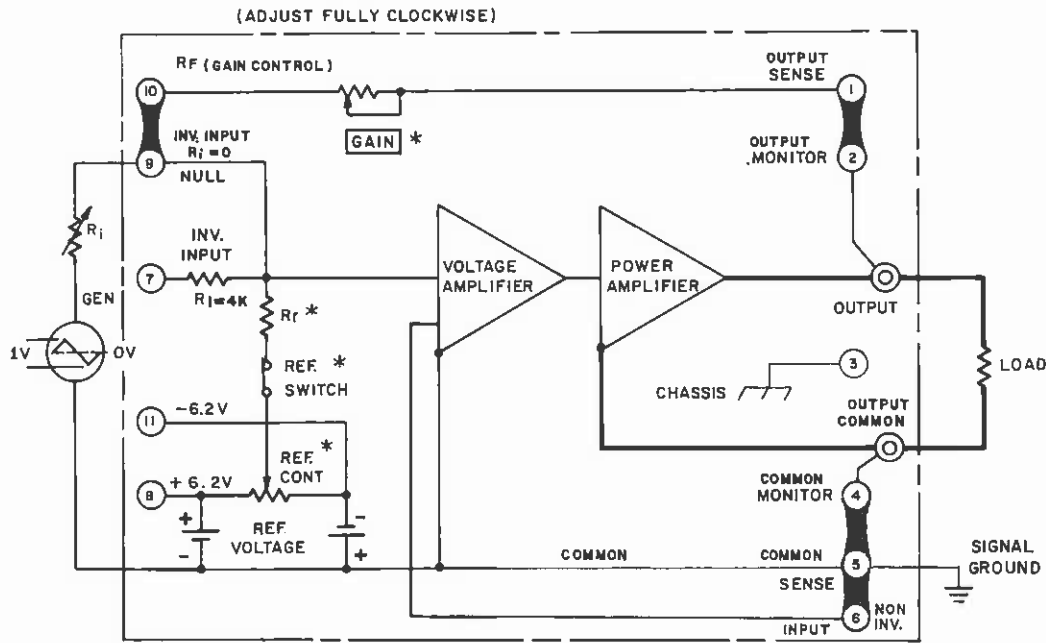 (ADJUST FULLY CLOCKWISE)
RF (GAIN CONTROL)
10
GAIN *
OUTPUT
SENSE
1
INV. INPUT
Ri=0
9
NULL
OUTPUT
MONITOR
2
Ri
INV.
INPUT
7
R1=4K
GEN
VOLTAGE
AMPLIFIER
POWER
AMPLIFIER
OUTPUT
Rr *
1V
0V
REF. *
SWITCH
CHASSIS
3
LOAD
11
-6.2V
OUTPUT
COMMON
REF. *
CONT
8
+6.2V
COMMON
MONITOR
4
+
-
REF.
VOLTAGE
-
+
COMMON
COMMON
SENSE
5
SIGNAL
GROUND
INPUT
6
NON
INV.